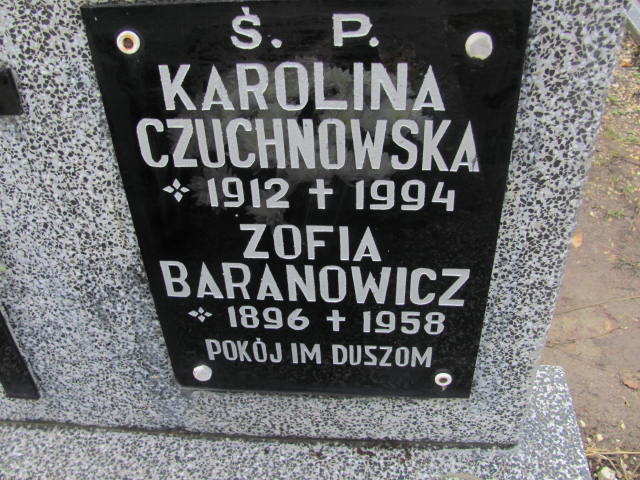 Ś. P.
KAROLINA
CZUCHNOWSKA
1912 ✝ 1994
ZOFIA
BARANOWICZ
1896 ✝ 1958
POKÓJ IM DUSZOM